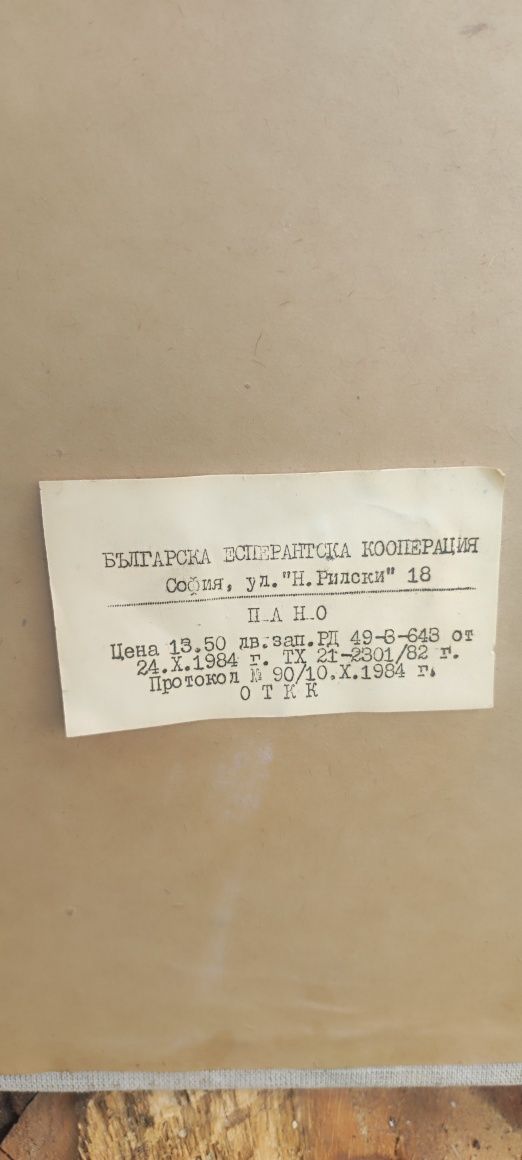 БЪЛГАРСКА ЕСПЕРАНТСКА КООПЕРАЦИЯ
София, ул."Н.Рилски" 18
П А Н О
Цена 13.50 лв.зап.РД 49-8-643 от
24.X.1984 г. ТХ 21-2301/82 г.
Протокол № 90/10.X.1984 г.
О Т К К